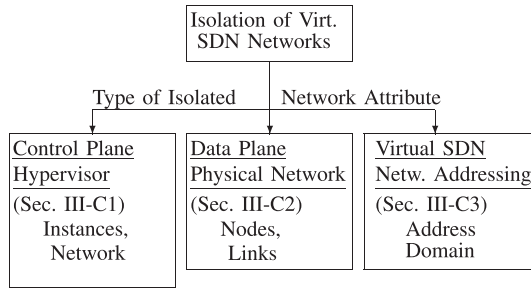 Isolation of Virt.
SDN Networks
Type of Isolated Network Attribute
Control Plane
Hypervisor
(Sec. III-C1)
Instances,
Network
Data Plane
Physical Network
(Sec. III-C2)
Nodes,
Links
Virtual SDN
Netw. Addressing
(Sec. III-C3)
Address
Domain